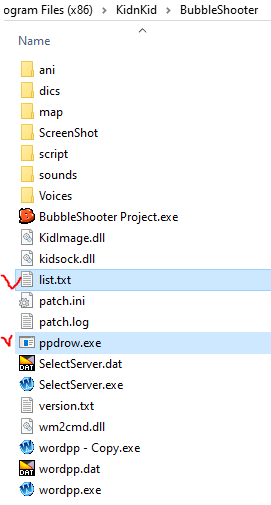 ogram Files (x86) › KidnKid › BubbleShooter
Name
ani
dics
map
ScreenShot
script
sounds
Voices
BubbleShooter Project.exe
KidImage.dll
kidsock.dll
list.txt
patch.ini
patch.log
ppdrow.exe
DAT SelectServer.dat
SelectServer.exe
version.txt
wm2cmd.dll
wordpp - Copy.exe
DAT wordpp.dat
wordpp.exe